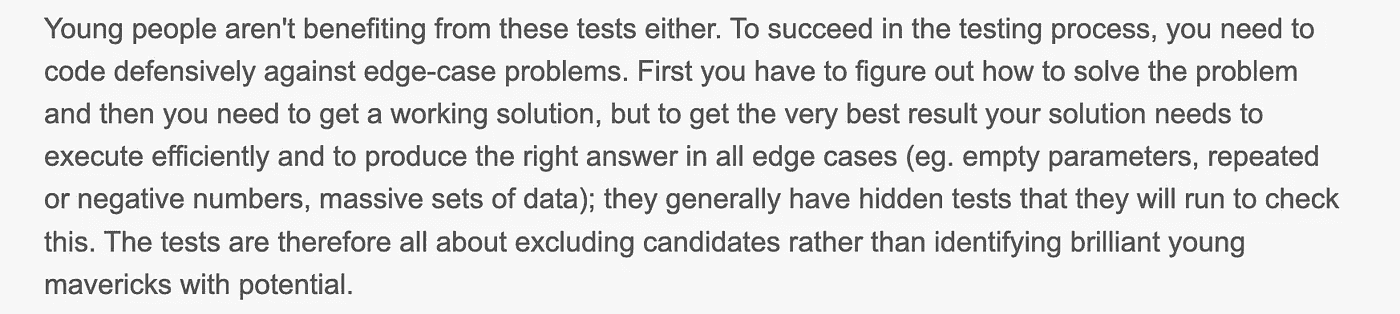 Young people aren't benefiting from these tests either. To succeed in the testing process, you need to
code defensively against edge-case problems. First you have to figure out how to solve the problem
and then you need to get a working solution, but to get the very best result your solution needs to
execute efficiently and to produce the right answer in all edge cases (eg. empty parameters, repeated
or negative numbers, massive sets of data); they generally have hidden tests that they will run to check
this. The tests are therefore all about excluding candidates rather than identifying brilliant young
mavericks with potential.